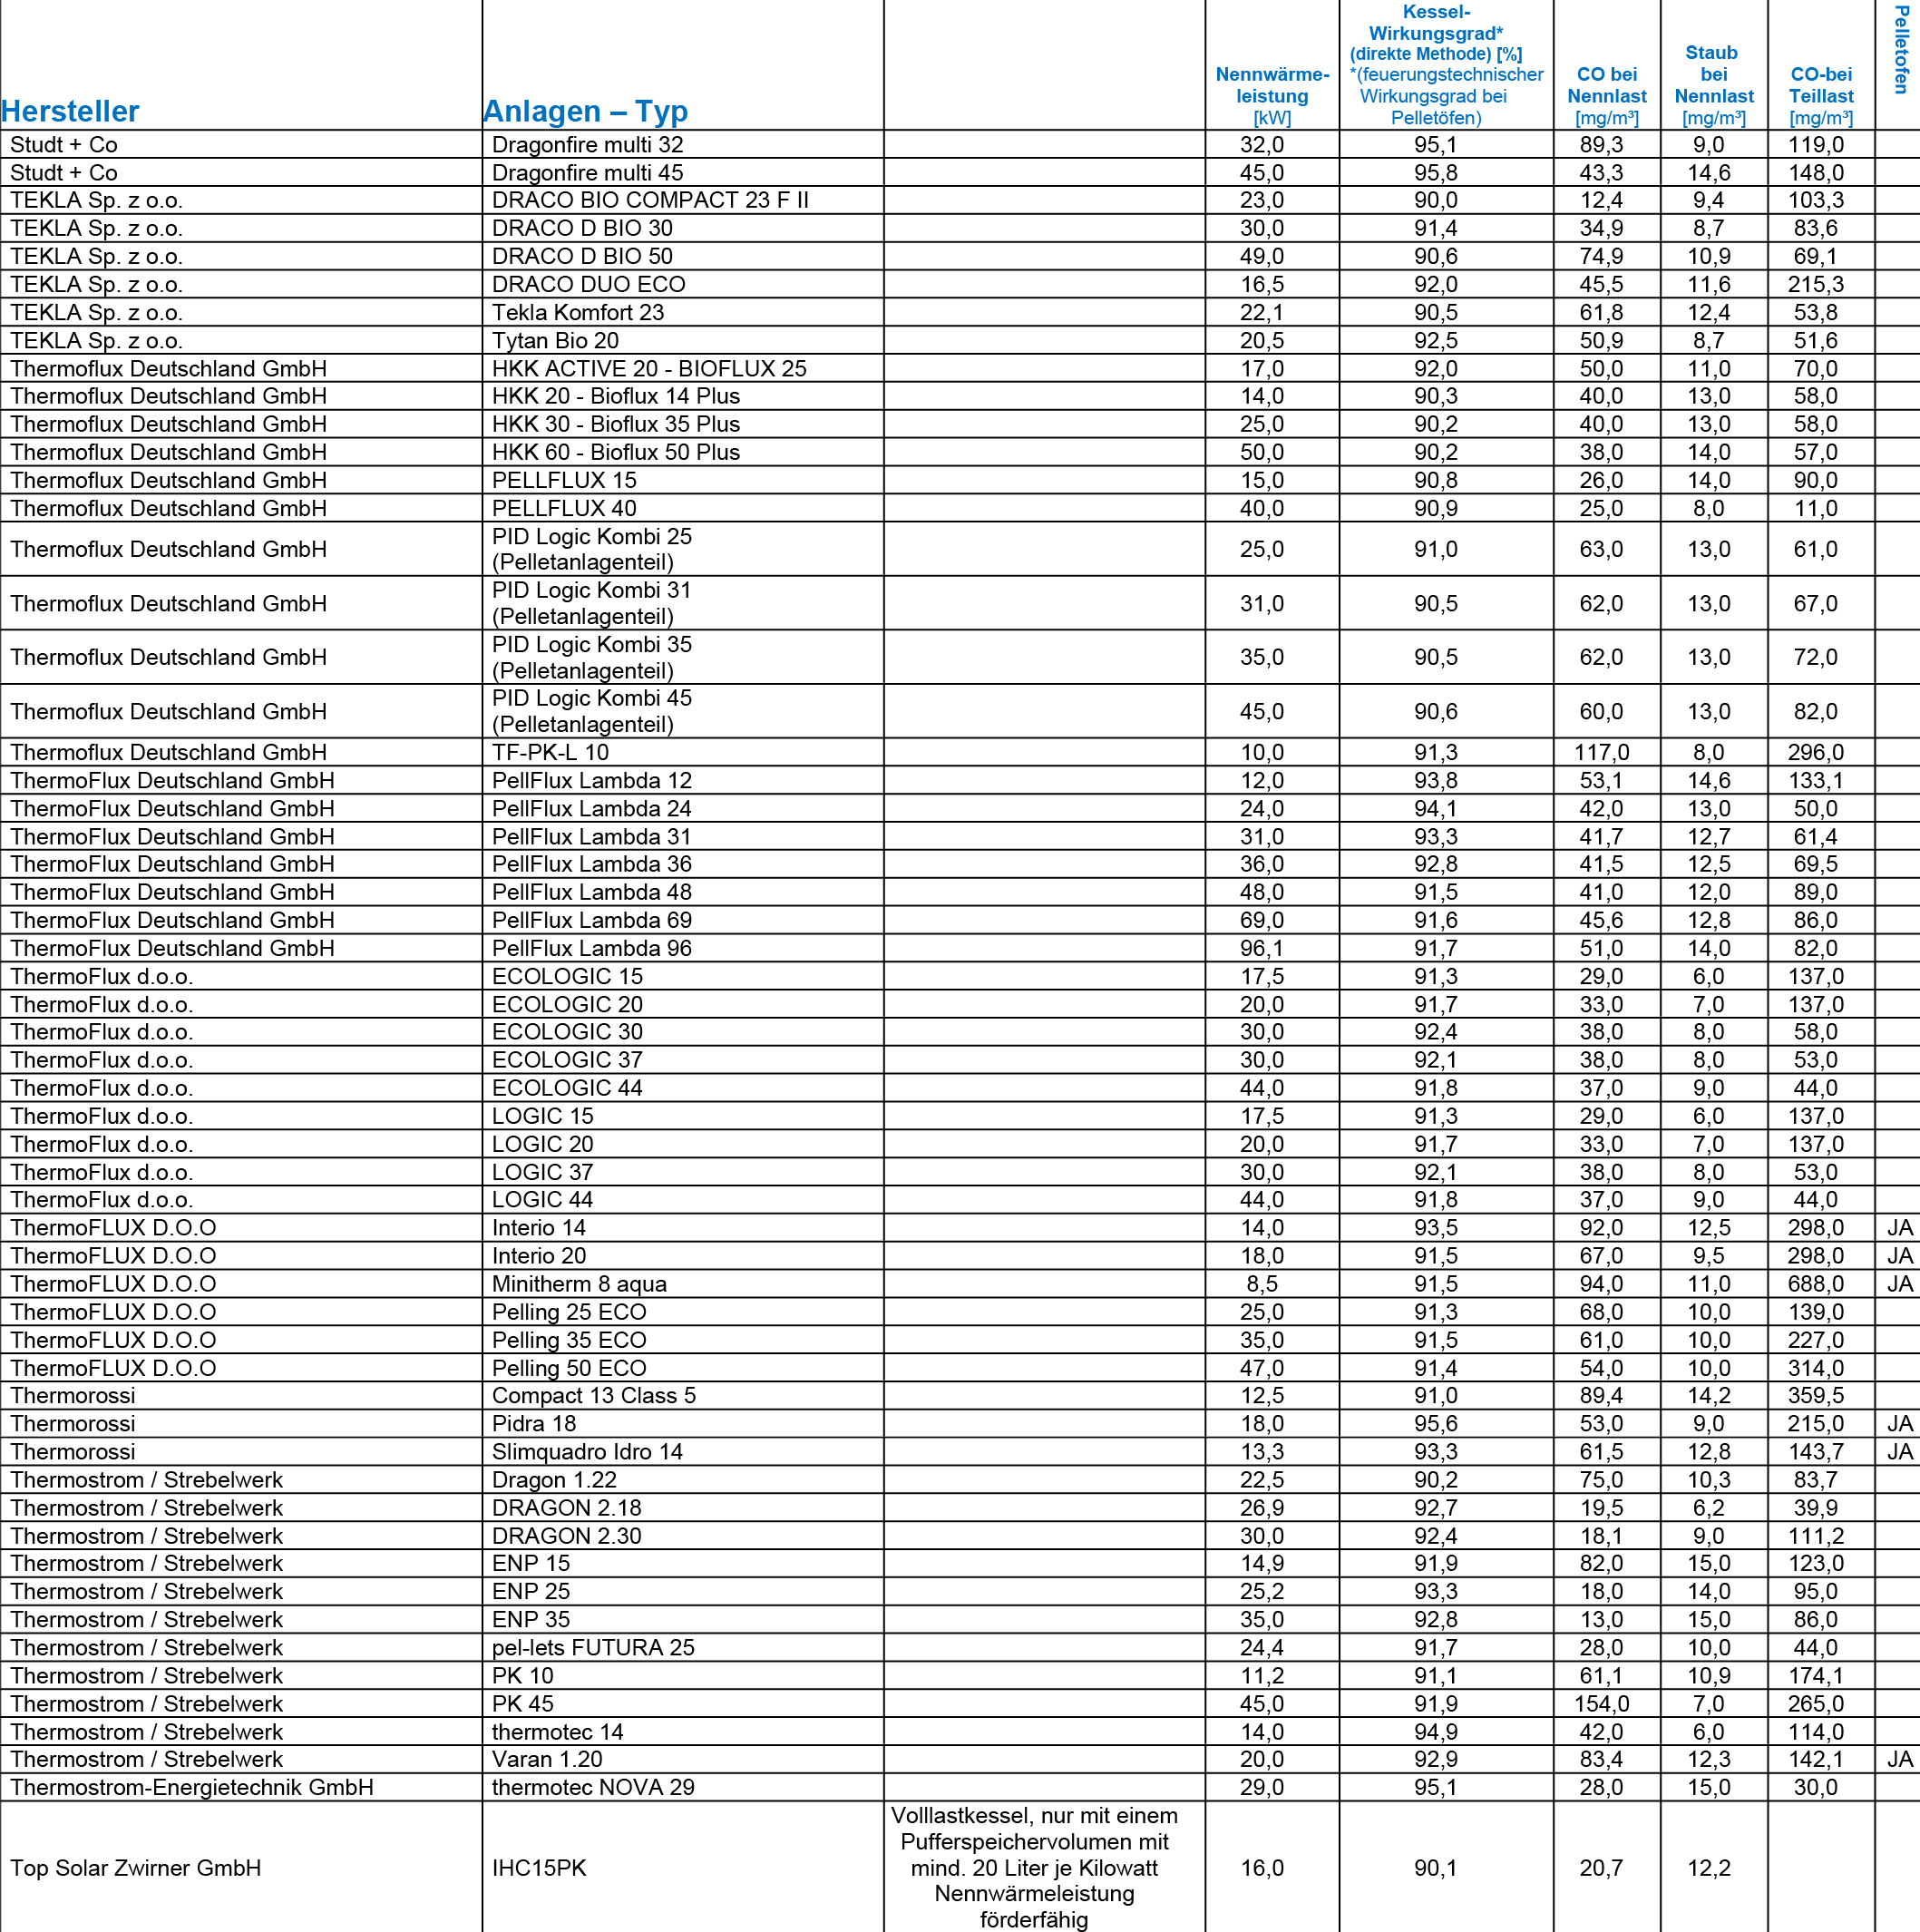 Hersteller Anlagen – Typ Nennwärme-leistung [kW] Kessel-Wirkungsgrad* (direkte Methode) [%] *(feuerungstechnischer Wirkungsgrad bei Pelletöfen) CO bei Nennlast [mg/m³] Staub bei Nennlast [mg/m³] CO-bei Teillast [mg/m³] Pelletofen
Studt + Co Dragonfire multi 32 32,0 95,1 89,3 9,0 119,0
Studt + Co Dragonfire multi 45 45,0 95,8 43,3 14,6 148,0
TEKLA Sp. z o.o. DRACO BIO COMPACT 23 F II 23,0 90,0 12,4 9,4 103,3
TEKLA Sp. z o.o. DRACO D BIO 30 30,0 91,4 34,9 8,7 83,6
TEKLA Sp. z o.o. DRACO D BIO 50 49,0 90,6 74,9 10,9 69,1
TEKLA Sp. z o.o. DRACO DUO ECO 16,5 92,0 45,5 11,6 215,3
TEKLA Sp. z o.o. Tekla Komfort 23 22,1 90,5 61,8 12,4 53,8
TEKLA Sp. z o.o. Tytan Bio 20 20,5 92,5 50,9 8,7 51,6
Thermoflux Deutschland GmbH HKK ACTIVE 20 - BIOFLUX 25 17,0 92,0 50,0 11,0 70,0
Thermoflux Deutschland GmbH HKK 20 - Bioflux 14 Plus 14,0 90,3 40,0 13,0 58,0
Thermoflux Deutschland GmbH HKK 30 - Bioflux 35 Plus 25,0 90,2 40,0 13,0 58,0
Thermoflux Deutschland GmbH HKK 60 - Bioflux 50 Plus 50,0 90,2 38,0 14,0 57,0
Thermoflux Deutschland GmbH PELLFLUX 15 15,0 90,8 26,0 14,0 90,0
Thermoflux Deutschland GmbH PELLFLUX 40 40,0 90,9 25,0 8,0 11,0
Thermoflux Deutschland GmbH PID Logic Kombi 25 (Pelletanlagenteil) 25,0 91,0 63,0 13,0 61,0
Thermoflux Deutschland GmbH PID Logic Kombi 31 (Pelletanlagenteil) 31,0 90,5 62,0 13,0 67,0
Thermoflux Deutschland GmbH PID Logic Kombi 35 (Pelletanlagenteil) 35,0 90,5 62,0 13,0 72,0
Thermoflux Deutschland GmbH PID Logic Kombi 45 (Pelletanlagenteil) 45,0 90,6 60,0 13,0 82,0
Thermoflux Deutschland GmbH TF-PK-L 10 10,0 91,3 117,0 8,0 296,0
ThermoFlux Deutschland GmbH PellFlux Lambda 12 12,0 93,8 53,1 14,6 133,1
ThermoFlux Deutschland GmbH PellFlux Lambda 24 24,0 94,1 42,0 13,0 50,0
ThermoFlux Deutschland GmbH PellFlux Lambda 31 31,0 93,3 41,7 12,7 61,4
ThermoFlux Deutschland GmbH PellFlux Lambda 36 36,0 92,8 41,5 12,5 69,5
ThermoFlux Deutschland GmbH PellFlux Lambda 48 48,0 91,5 41,0 12,0 89,0
ThermoFlux Deutschland GmbH PellFlux Lambda 69 69,0 91,6 45,6 12,8 86,0
ThermoFlux Deutschland GmbH PellFlux Lambda 96 96,1 91,7 51,0 14,0 82,0
ThermoFlux d.o.o. ECOLOGIC 15 17,5 91,3 29,0 6,0 137,0
ThermoFlux d.o.o. ECOLOGIC 20 20,0 91,7 33,0 7,0 137,0
ThermoFlux d.o.o. ECOLOGIC 30 30,0 92,4 38,0 8,0 58,0
ThermoFlux d.o.o. ECOLOGIC 37 30,0 92,1 38,0 8,0 53,0
ThermoFlux d.o.o. ECOLOGIC 44 44,0 91,8 37,0 9,0 44,0
ThermoFlux d.o.o. LOGIC 15 17,5 91,3 29,0 6,0 137,0
ThermoFlux d.o.o. LOGIC 20 20,0 91,7 33,0 7,0 137,0
ThermoFlux d.o.o. LOGIC 37 30,0 92,1 38,0 8,0 53,0
ThermoFlux d.o.o. LOGIC 44 44,0 91,8 37,0 9,0 44,0
ThermoFLUX D.O.O Interio 14 14,0 93,5 92,0 12,5 298,0 JA
ThermoFLUX D.O.O Interio 20 18,0 91,5 67,0 9,5 298,0 JA
ThermoFLUX D.O.O Minitherm 8 aqua 8,5 91,5 94,0 11,0 688,0 JA
ThermoFLUX D.O.O Pelling 25 ECO 25,0 91,3 68,0 10,0 139,0
ThermoFLUX D.O.O Pelling 35 ECO 35,0 91,5 61,0 10,0 227,0
ThermoFLUX D.O.O Pelling 50 ECO 47,0 91,4 54,0 10,0 314,0
Thermorossi Compact 13 Class 5 12,5 91,0 89,4 14,2 359,5
Thermorossi Pidra 18 18,0 95,6 53,0 9,0 215,0 JA
Thermorossi Slimquadro Idro 14 13,3 93,3 61,5 12,8 143,7 JA
Thermostrom / Strebelwerk Dragon 1.22 22,5 90,2 75,0 10,3 83,7
Thermostrom / Strebelwerk DRAGON 2.18 26,9 92,7 19,5 6,2 39,9
Thermostrom / Strebelwerk DRAGON 2.30 30,0 92,4 18,1 9,0 111,2
Thermostrom / Strebelwerk ENP 15 14,9 91,9 82,0 15,0 123,0
Thermostrom / Strebelwerk ENP 25 25,2 93,3 18,0 14,0 95,0
Thermostrom / Strebelwerk ENP 35 35,0 92,8 13,0 15,0 86,0
Thermostrom / Strebelwerk pel-lets FUTURA 25 24,4 91,7 28,0 10,0 44,0
Thermostrom / Strebelwerk PK 10 11,2 91,1 61,1 10,9 174,1
Thermostrom / Strebelwerk PK 45 45,0 91,9 154,0 7,0 265,0
Thermostrom / Strebelwerk thermotec 14 14,0 94,9 42,0 6,0 114,0
Thermostrom / Strebelwerk Varan 1.20 20,0 92,9 83,4 12,3 142,1 JA
Thermostrom-Energietechnik GmbH thermotec NOVA 29 29,0 95,1 28,0 15,0 30,0
Top Solar Zwirner GmbH IHC15PK Volllastkessel, nur mit einem Pufferspeichervolumen mit mind. 20 Liter je Kilowatt Nennwärmeleistung förderfähig 16,0 90,1 20,7 12,2